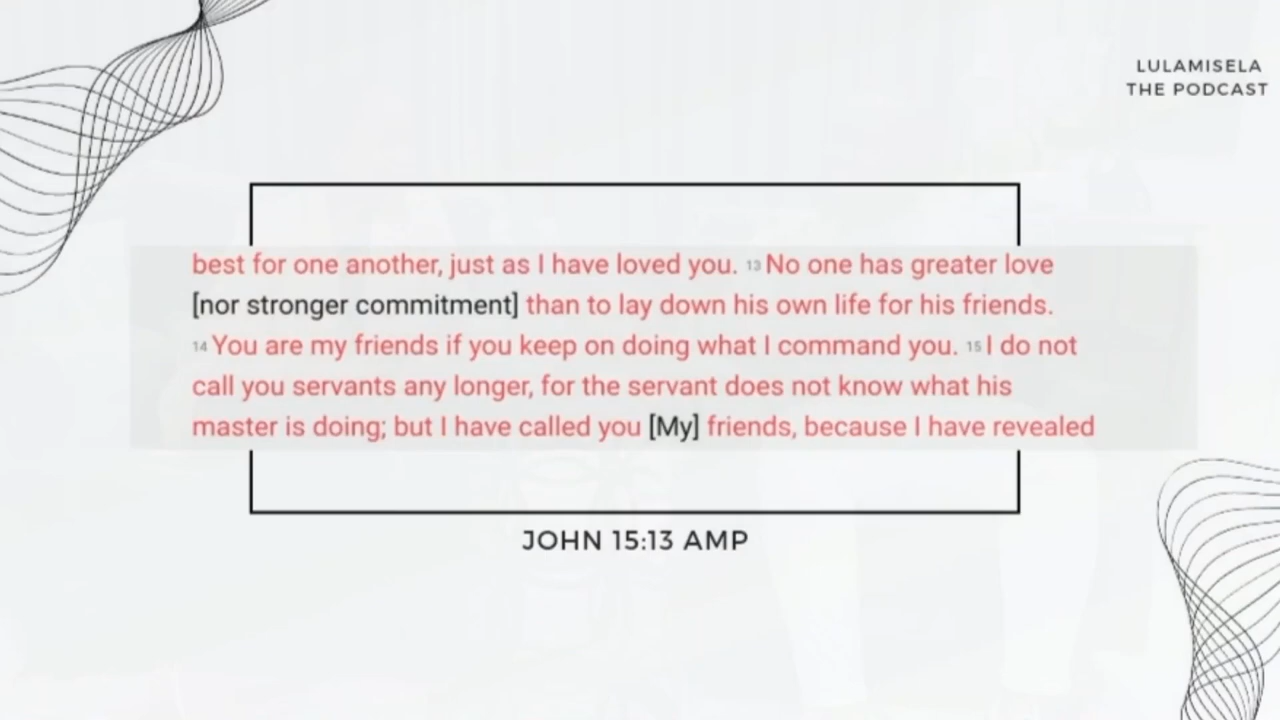 LULAMISELA
THE PODCAST
best for one another, just as I have loved you. 13 No one has greater love
[nor stronger commitment] than to lay down his own life for his friends.
14 You are my friends if you keep on doing what I command you. 15 I do not
call you servants any longer, for the servant does not know what his
master is doing; but I have called you [My] friends, because I have revealed
JOHN 15:13 AMP